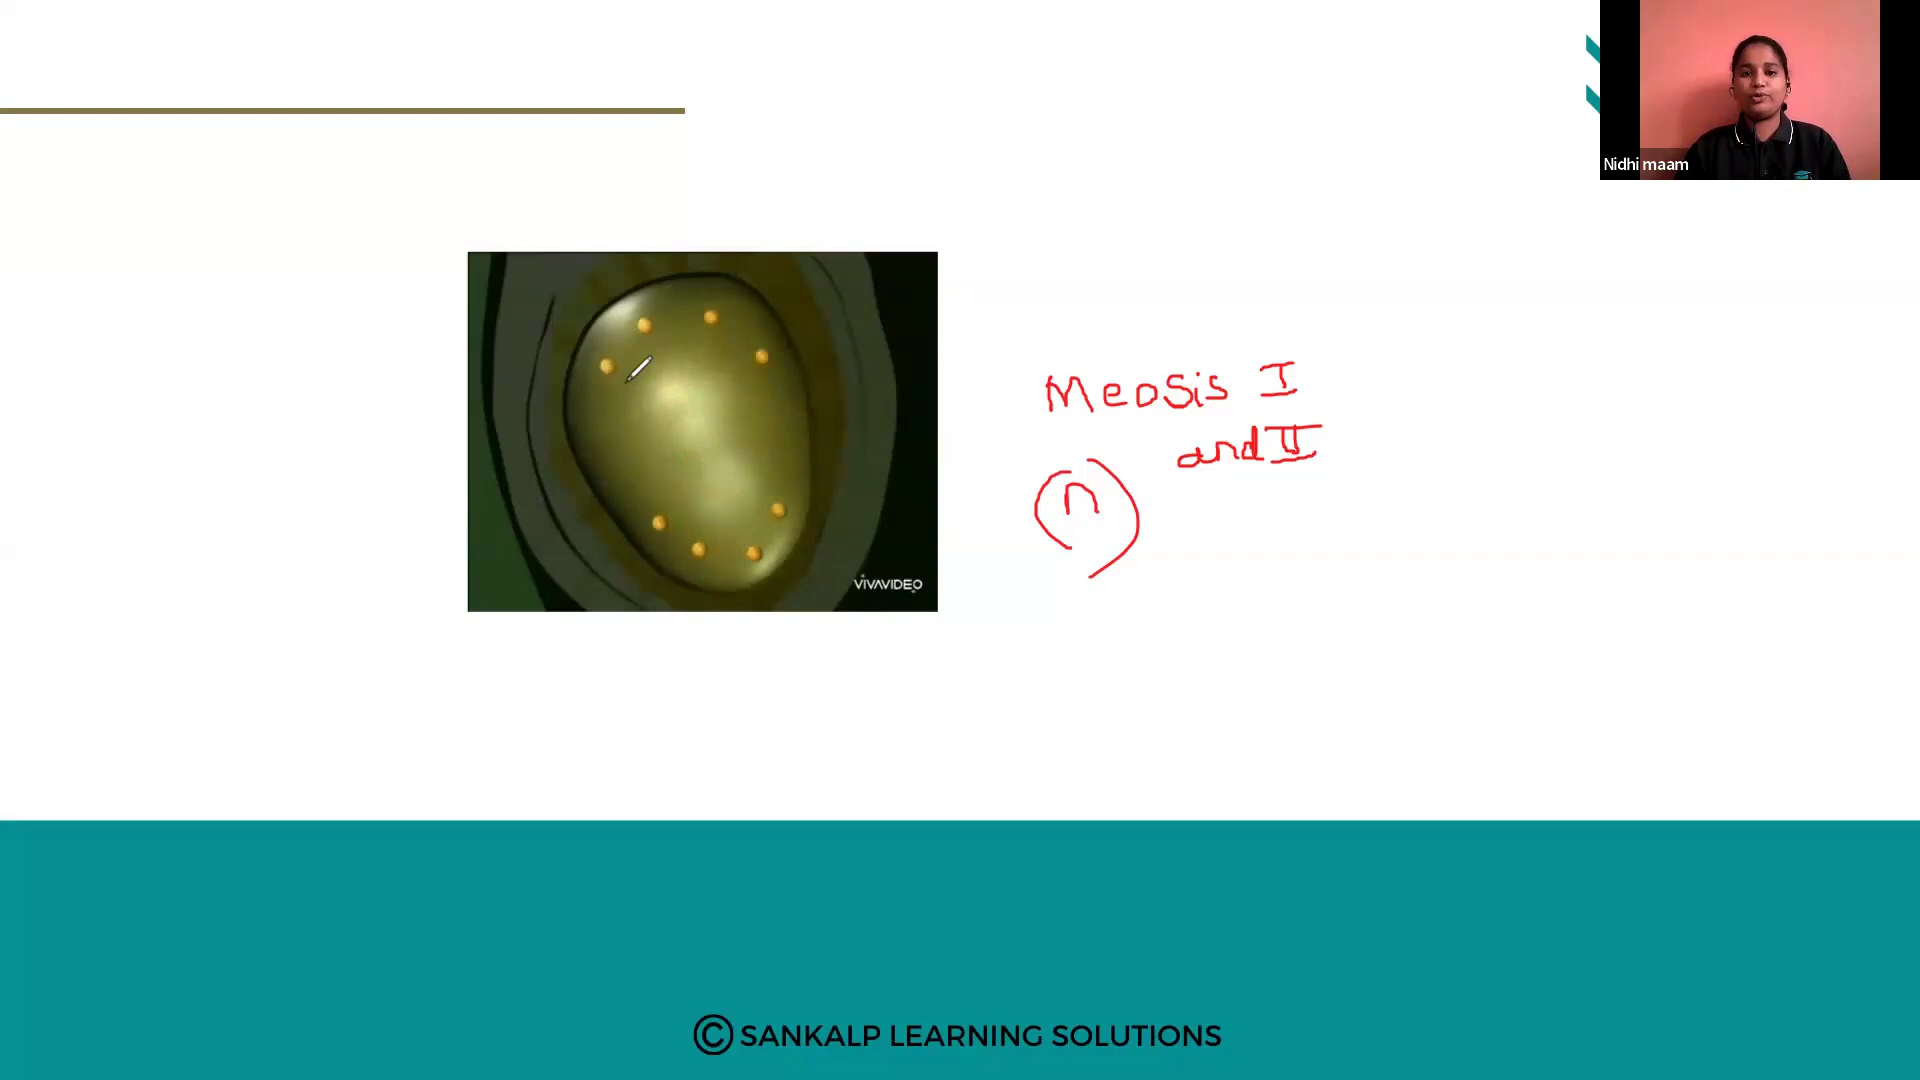 Nidhi maam
Meosis I
and II
n
VIVAVIDEO
© SANKALP LEARNING SOLUTIONS